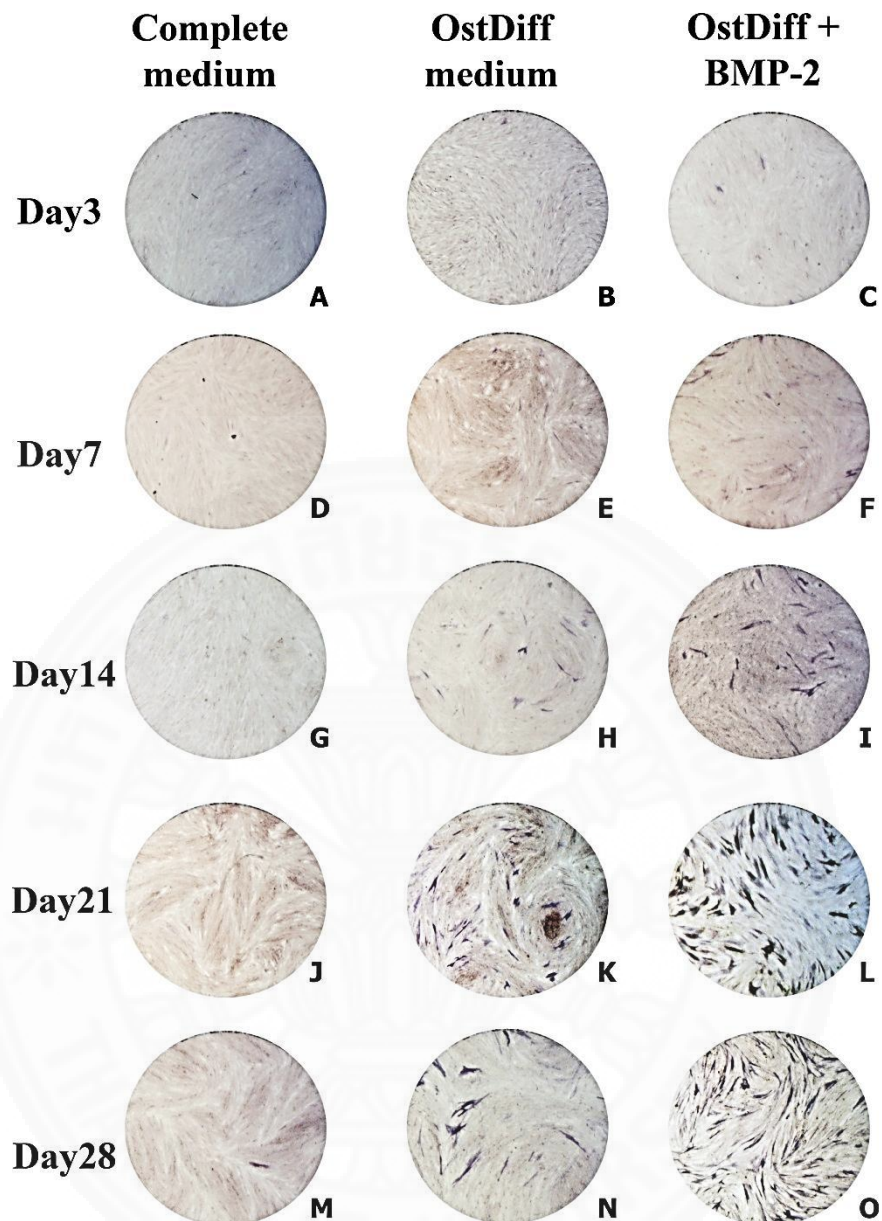 Complete medium
OstDiff medium
OstDiff + BMP-2
Day3
A
B
C
Day7
D
E
F
Day14
G
H
I
Day21
J
K
L
Day28
M
N
O